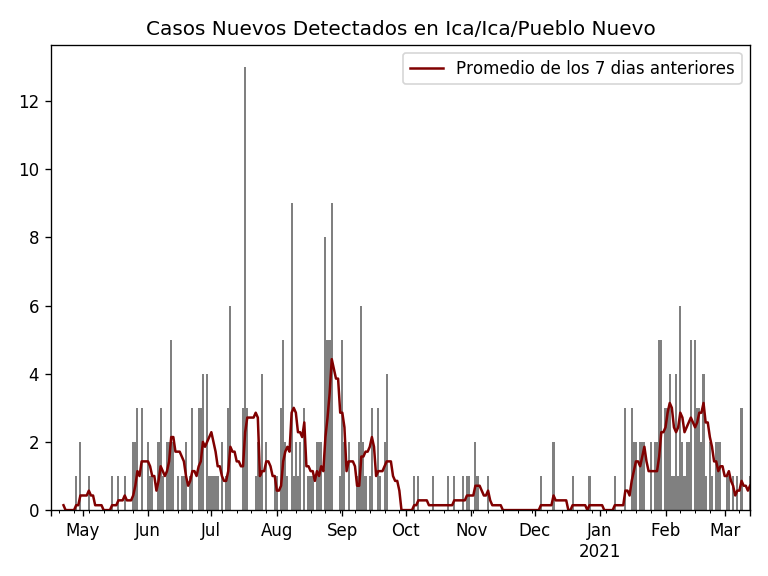 Casos Nuevos Detectados en Ica/Ica/Pueblo Nuevo
Promedio de los 7 dias anteriores
12
10
8
6
4
2
0
May Jun Jul Aug Sep Oct Nov Dec Jan Feb Mar
2021